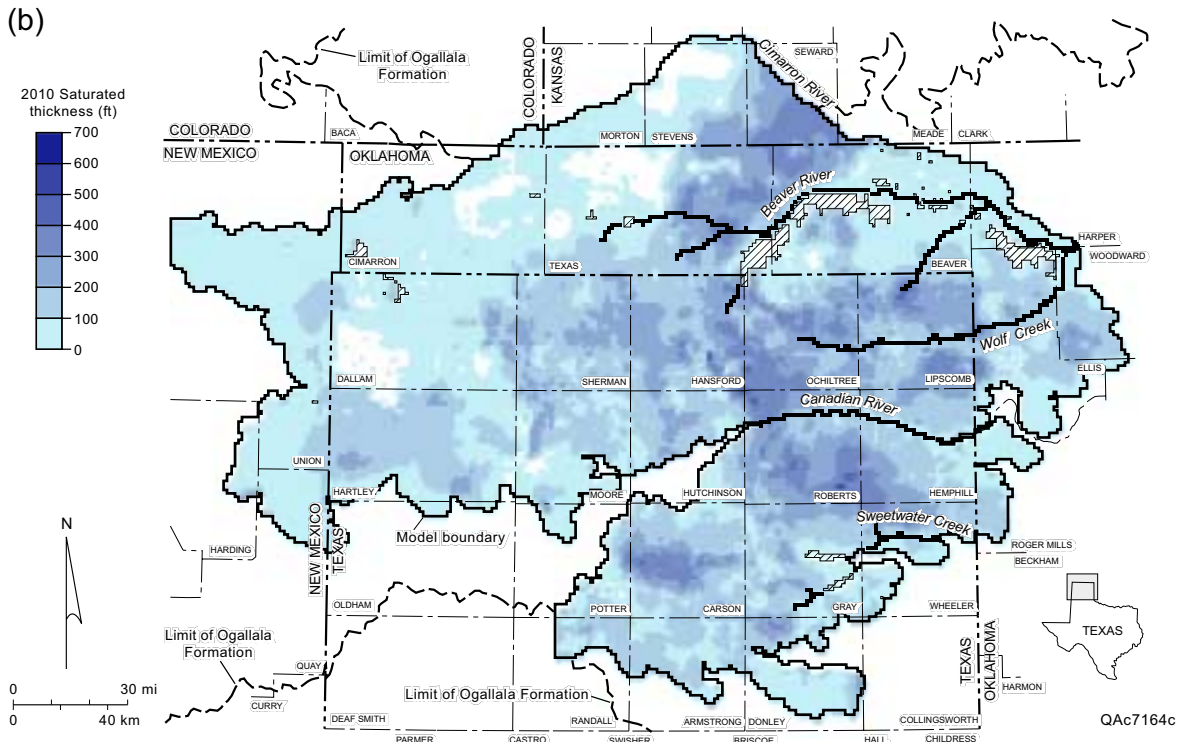 (b)
Limit of Ogallala
Formation
COLORADO
KANSAS
SEWARD
Cimarron River
2010 Saturated
thickness (ft)
700
600
500
400
300
200
100
0
COLORADO
NEW MEXICO
BACA
OKLAHOMA
MORTON
STEVENS
MEADE
CLARK
Beaver River
CIMARRON
TEXAS
BEAVER
HARPER
WOODWARD
Wolf Creek
DALLAM
SHERMAN
HANSFORD
OCHILTREE
LIPSCOMB
ELLIS
Canadian River
UNION
HARTLEY
MOORE
HUTCHINSON
ROBERTS
HEMPHILL
Sweetwater Creek
Model boundary
N
HARDING
NEW MEXICO
TEXAS
ROGER MILLS
BECKHAM
OLDHAM
POTTER
CARSON
GRAY
WHEELER
TEXAS
Limit of Ogallala
Formation
QUAY
CURRY
TEXAS
OKLAHOMA
HARMON
0 30 mi
0 40 km
Limit of Ogallala Formation
DEAF SMITH
RANDALL
ARMSTRONG
DONLEY
COLLINGSWORTH
QAc7164c
PARMER
CASTRO
SWISHER
BRISCOE
HALL
CHILDRESS